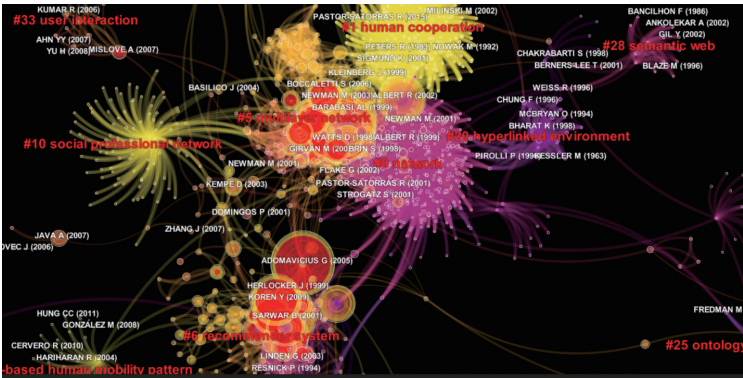 KUMAR R (2006)
#33 user interaction
AHN YY (2007)
YU H (2008)
MISLOVE A (2007)
PASTOR-SATORRAS R (2015)
MILINSKI M (2002)
#1 human cooperation
PETERS R (1983)
NOWAK M (1992)
SIGMUND K (2001)
BANCILHON F (1986)
ANKOLEKAR A (2002)
GIL Y (2002)
#28 semantic web
CHAKRABARTI S (1998)
BERNERS-LEE T (2001)
BLAZE M (1996)
KLEINBERG J (1999)
BOCCALETTI S (2006)
BASILICO J (2004)
NEWMAN M (2003)
ALBERT R (2002)
BARABASI AL (1999)
NEWMAN M (2001)
WEISS R (1996)
CHUNG F (1996)
MCBRYAN O (1994)
BHARAT K (1998)
hyperlinked environment
#10 social professional network
WATTS D (1998)
ALBERT R (1999)
GIRVAN M
BRIN S (1998)
PIROLLI P
KESSLER M (1963)
NEWMAN M (2001)
FLAKE G (2002)
KEMPE D (2003)
PASTOR-SATORRAS R (2001)
STROGATZ S (2001)
DOMINGOS P (2001)
ZHANG J (2007)
JAVA A (2007)
OVEC J (2006)
ADOMAVICIUS G (2005)
HERLOCKER J (1999)
KOREN Y (2009)
SARWAR B (2001)
HUNG CC (2011)
GONZÁLEZ M (2008)
FREDMAN M
#6 recommender system
#25 ontology
CERVERO R (2010)
HARIHARAN R (2004)
LINDEN G (2003)
RESNICK P (1994)
-based human mobility pattern